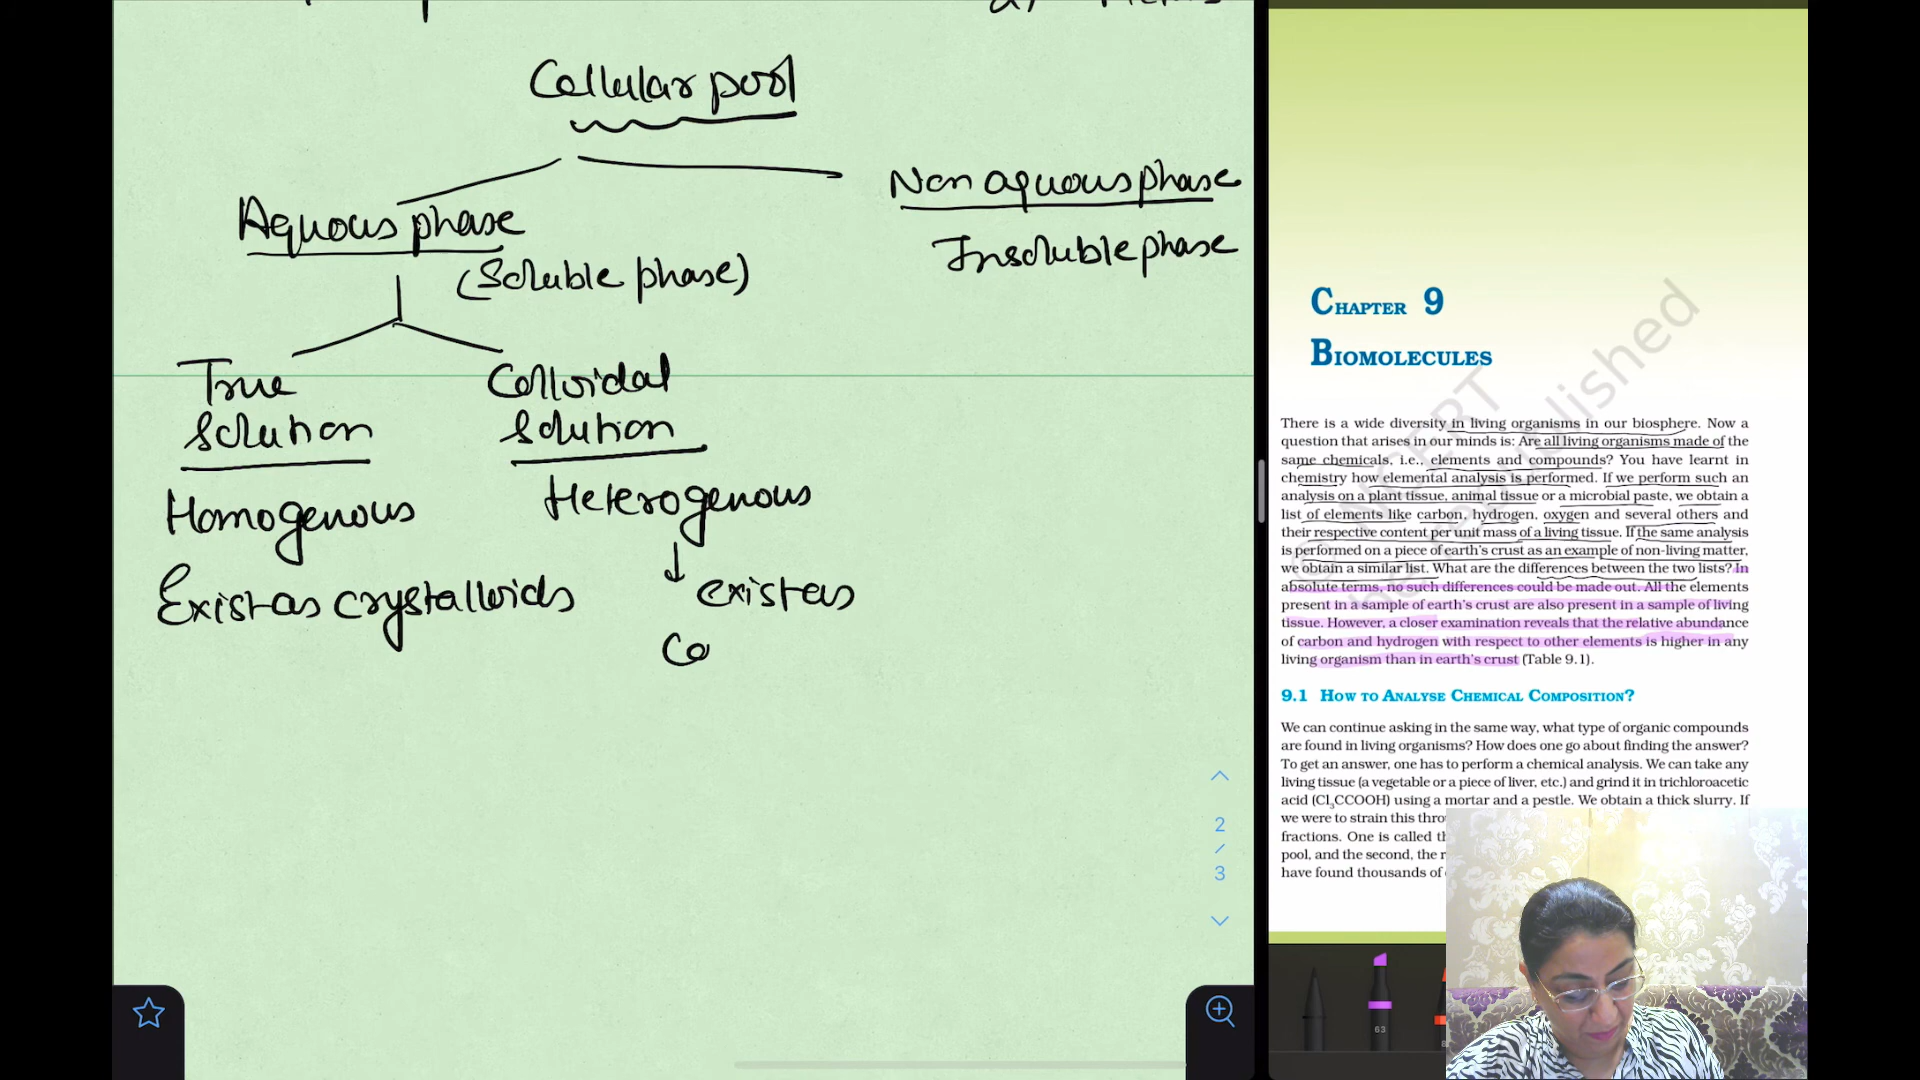 Cellular pool
Aquous phase
(Soluble phase)
Non aquous phase
Insoluble phase
True
Solution
Homogenous
Exist as crystalloids
Colloidal
Solution
Heterogenous
exist as
Co
2
/
3
CHAPTER 9
BIOMOLECULES
There is a wide diversity in living organisms in our biosphere. Now a
question that arises in our minds is: Are all living organisms made of the
same chemicals, i.e., elements and compounds? You have learnt in
chemistry how elemental analysis is performed. If we perform such an
analysis on a plant tissue, animal tissue or a microbial paste, we obtain a
list of elements like carbon, hydrogen, oxygen and several others and
their respective content per unit mass of a living tissue. If the same analysis
is performed on a piece of earth's crust as an example of non-living matter,
we obtain a similar list. What are the differences between the two lists? In
absolute terms, no such differences could be made out. All the elements
present in a sample of earth's crust are also present in a sample of living
tissue. However, a closer examination reveals that the relative abundance
of carbon and hydrogen with respect to other elements is higher in any
living organism than in earth's crust (Table 9.1).
9.1 HOW TO ANALYSE CHEMICAL COMPOSITION?
We can continue asking in the same way, what type of organic compounds
are found in living organisms? How does one go about finding the answer?
To get an answer, one has to perform a chemical analysis. We can take any
living tissue (a vegetable or a piece of liver, etc.) and grind it in trichloroacetic
acid (Cl3CCOOH) using a mortar and a pestle. We obtain a thick slurry. If
we were to strain this thro
fractions. One is called th
pool, and the second, the r
have found thousands of
63